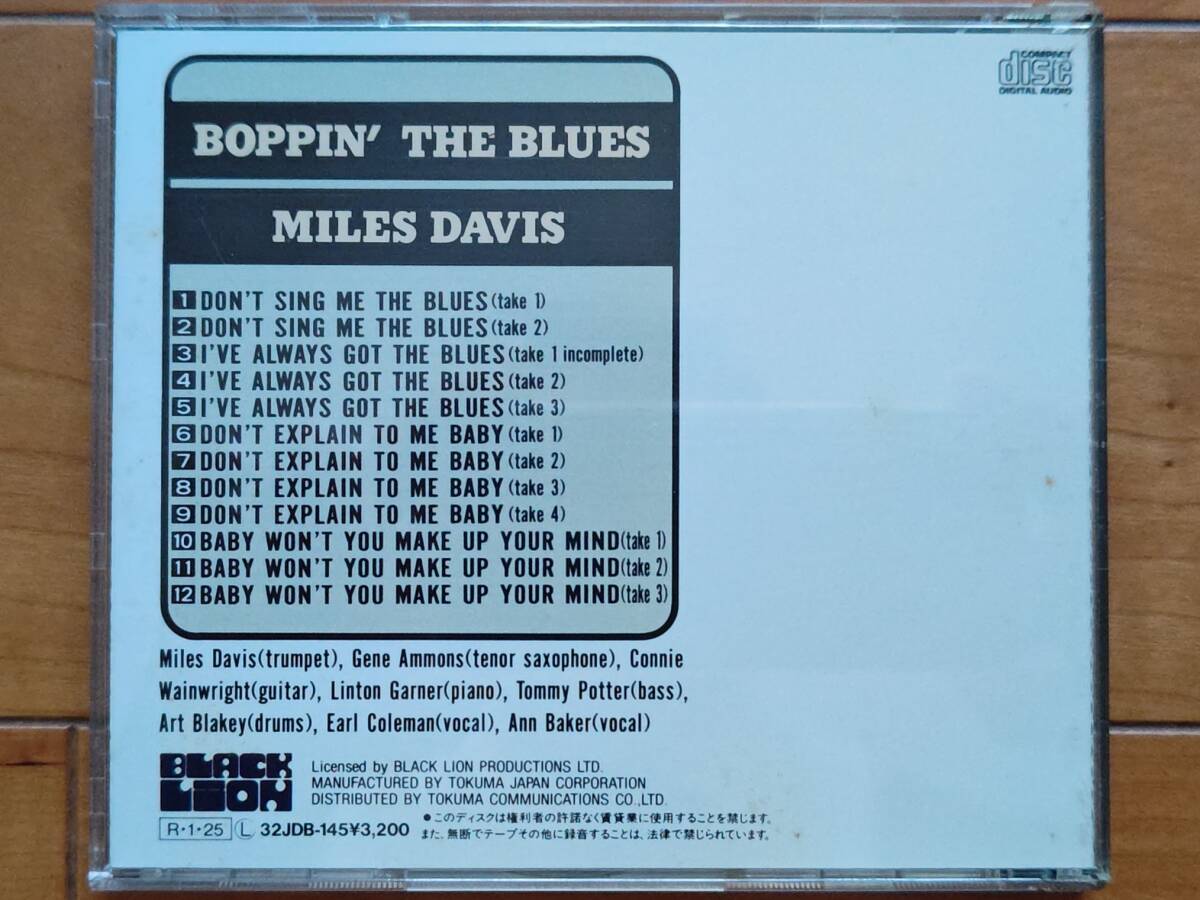 COMPACT
disc
DIGITAL AUDIO
BOPPIN' THE BLUES
MILES DAVIS
1 DON'T SING ME THE BLUES (take 1)
2 DON'T SING ME THE BLUES (take 2)
3 I'VE ALWAYS GOT THE BLUES (take 1 incomplete)
4 I'VE ALWAYS GOT THE BLUES (take 2)
5 I'VE ALWAYS GOT THE BLUES (take 3)
6 DON'T EXPLAIN TO ME BABY (take 1)
7 DON'T EXPLAIN TO ME BABY (take 2)
8 DON'T EXPLAIN TO ME BABY (take 3)
9 DON'T EXPLAIN TO ME BABY (take 4)
10 BABY WON'T YOU MAKE UP YOUR MIND (take 1)
11 BABY WON'T YOU MAKE UP YOUR MIND (take 2)
12 BABY WON'T YOU MAKE UP YOUR MIND (take 3)
Miles Davis(trumpet), Gene Ammons(tenor saxophone), Connie
Wainwright(guitar), Linton Garner(piano), Tommy Potter(bass),
Art Blakey(drums), Earl Coleman(vocal), Ann Baker(vocal)
BLACK
LION
Licensed by BLACK LION PRODUCTIONS LTD.
MANUFACTURED BY TOKUMA JAPAN CORPORATION
DISTRIBUTED BY TOKUMA COMMUNICATIONS CO.,LTD.
R・1・25 Ⓛ 32JDB-145¥3,200
●このディスクは権利者の許諾なく賃貸業に使用することを禁じます。
また、無断でテープその他に録音することは、法律で禁じられています。